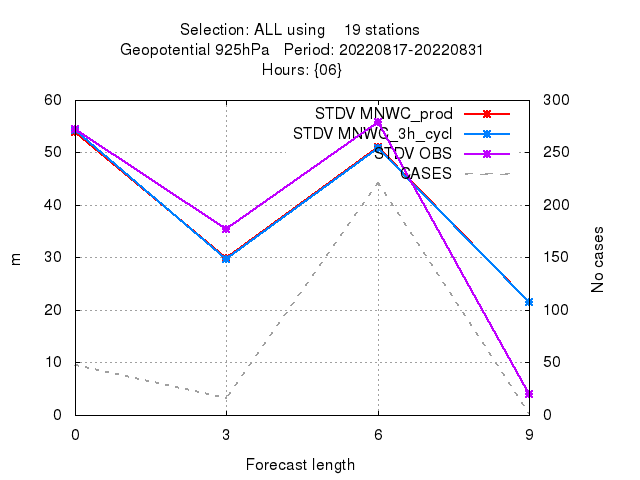 Selection: ALL using 19 stations
Geopotential 925hPa Period: 20220817-20220831
Hours: {06}
60
50
40
30
20
10
0
m
300
250
200
150
100
50
0
No cases
STDV MNWC_prod
STDV MNWC_3h_cycl
STDV OBS
CASES
0 3 6 9
Forecast length